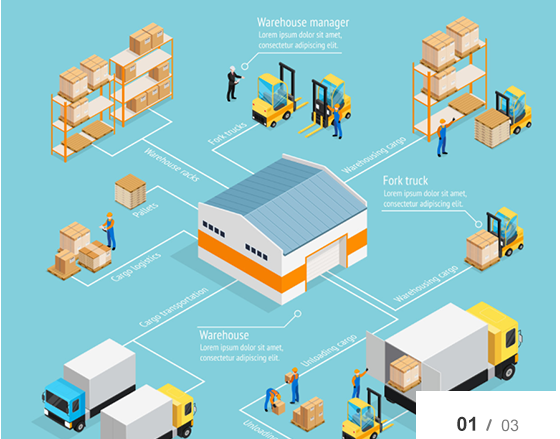 Warehouse manager
Lorem ipsum dolor sit amet,
consectetur adipiscing elit.
Fork trucks
Warehousing cargo
Warehouse racks
Fork truck
Lorem ipsum dolor sit amet,
consectetur adipiscing elit.
Pallets
Cargo logistics
Warehousing cargo
Cargo transportation
Warehouse
Lorem ipsum dolor sit amet,
consectetur adipiscing elit.
Unloading cargo
Unloading
01 / 03